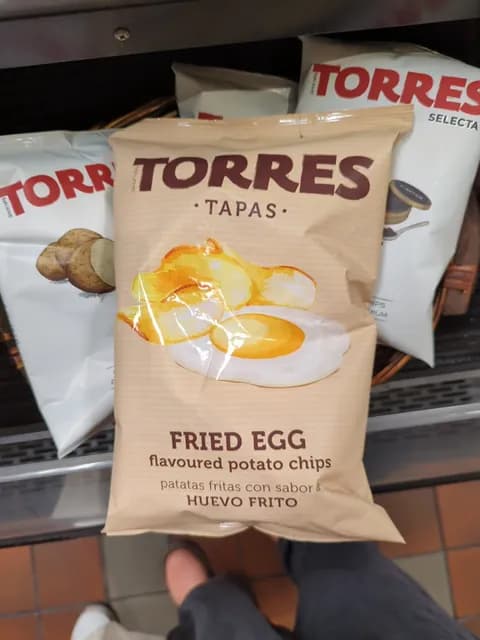 TORRES
SELECTA
TORR
TORRES
·TAPAS·
FRIED EGG
flavoured potato chips
patatas fritas con sabor a
HUEVO FRITO